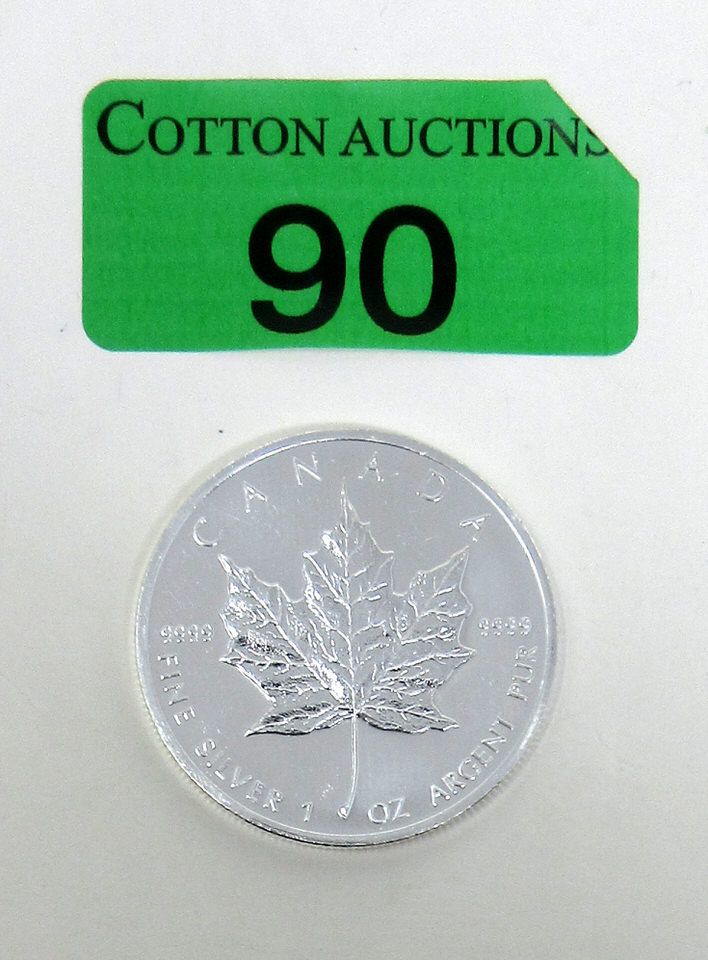 COTTON AUCTIONS
90
CANADA
9999 9999
FINE SILVER 1 OZ ARGENT PUR